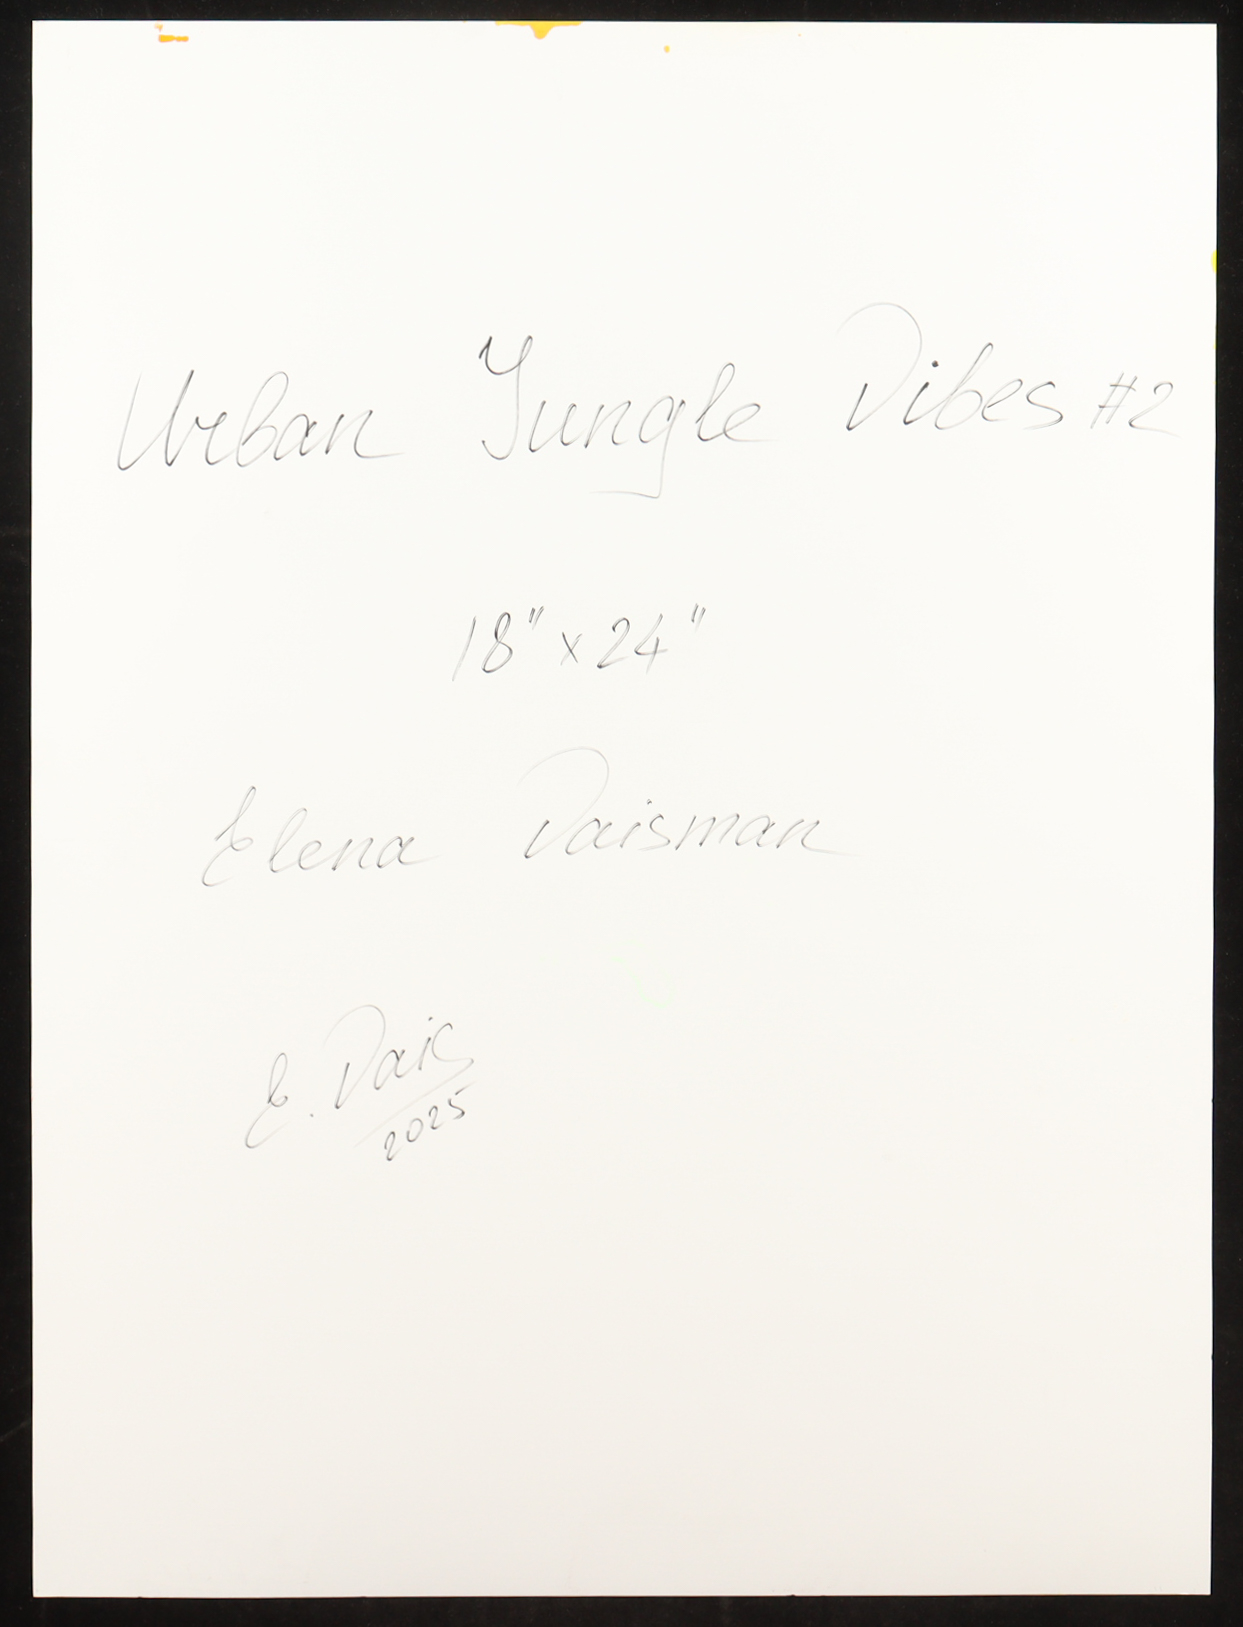 Urban Jungle Vibes #2
18" x 24"
Elena Vaisman
E. Vais
2025